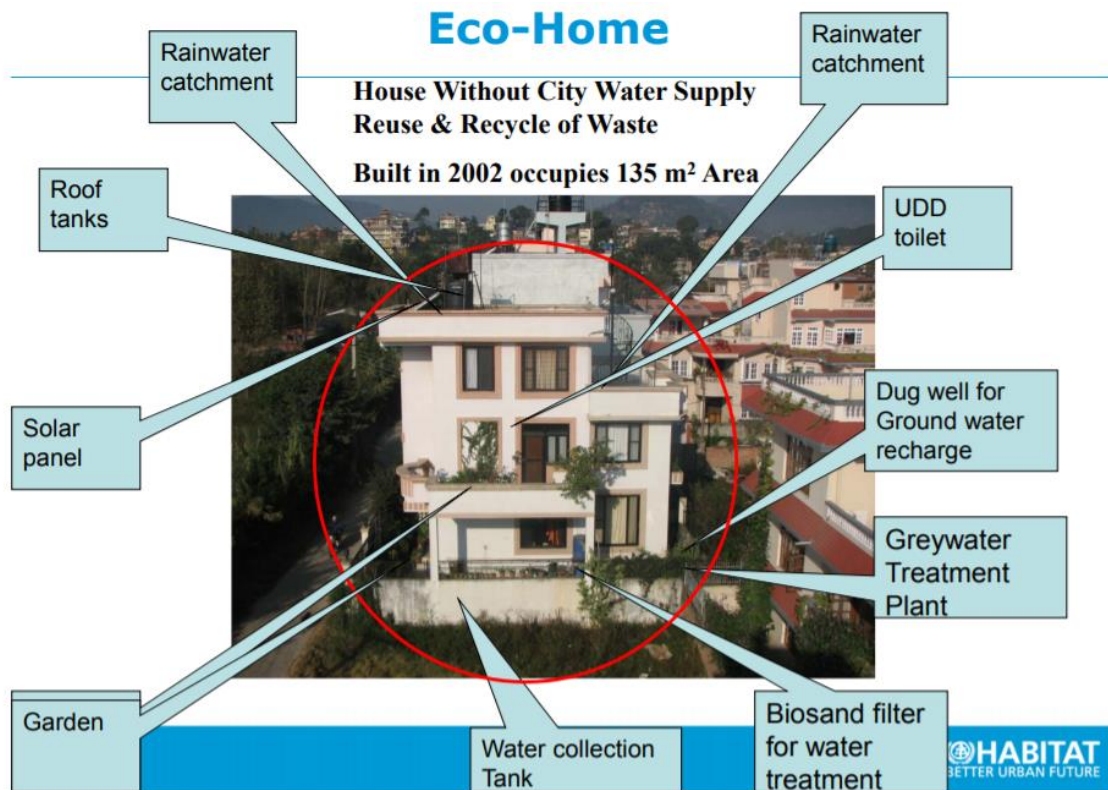 Eco-Home
Rainwater
catchment
Rainwater
catchment
House Without City Water Supply
Reuse & Recycle of Waste
Built in 2002 occupies 135 m² Area
Roof
tanks
UDD
toilet
Solar
panel
Dug well for
Ground water
recharge
Greywater
Treatment
Plant
Garden
Water collection
Tank
Biosand filter
for water
treatment
HABITAT
BETTER URBAN FUTURE